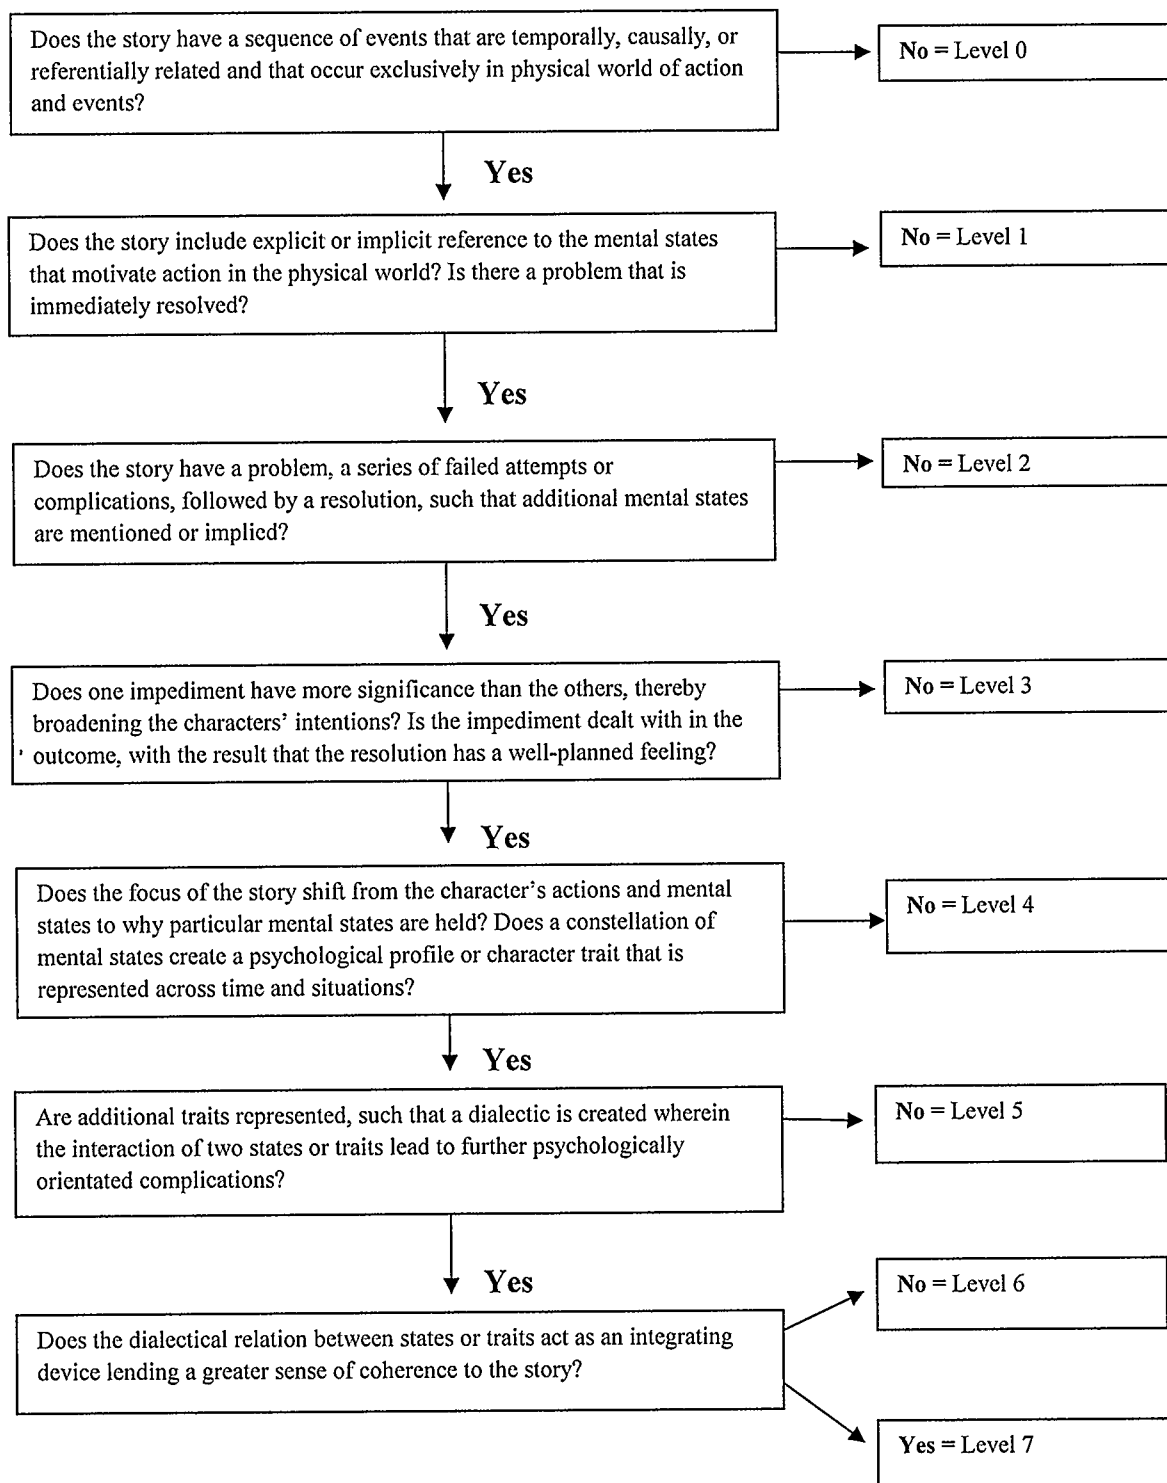 Does the story have a sequence of events that are temporally, causally, or
referentially related and that occur exclusively in physical world of action
and events?
No = Level 0
Yes
Does the story include explicit or implicit reference to the mental states
that motivate action in the physical world? Is there a problem that is
immediately resolved?
No = Level 1
Yes
Does the story have a problem, a series of failed attempts or
complications, followed by a resolution, such that additional mental states
are mentioned or implied?
No = Level 2
Yes
Does one impediment have more significance than the others, thereby
broadening the characters' intentions? Is the impediment dealt with in the
outcome, with the result that the resolution has a well-planned feeling?
No = Level 3
Yes
Does the focus of the story shift from the character's actions and mental
states to why particular mental states are held? Does a constellation of
mental states create a psychological profile or character trait that is
represented across time and situations?
No = Level 4
Yes
Are additional traits represented, such that a dialectic is created wherein
the interaction of two states or traits lead to further psychologically
orientated complications?
No = Level 5
Yes
Does the dialectical relation between states or traits act as an integrating
device lending a greater sense of coherence to the story?
No = Level 6
Yes = Level 7